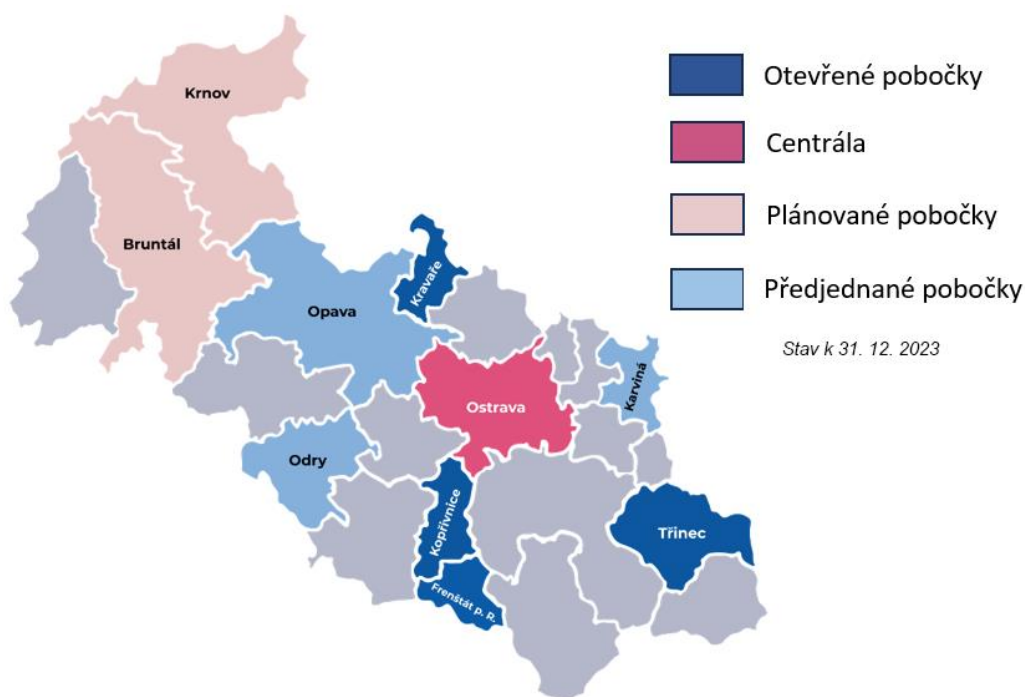 Krnov
Otevřené pobočky
Centrála
Plánované pobočky
Bruntál
Kravaře
Předjednané pobočky
Opava
Stav k 31. 12. 2023
Karviná
Ostrava
Odry
Kopřivnice
Třinec
Frenštát p. R.